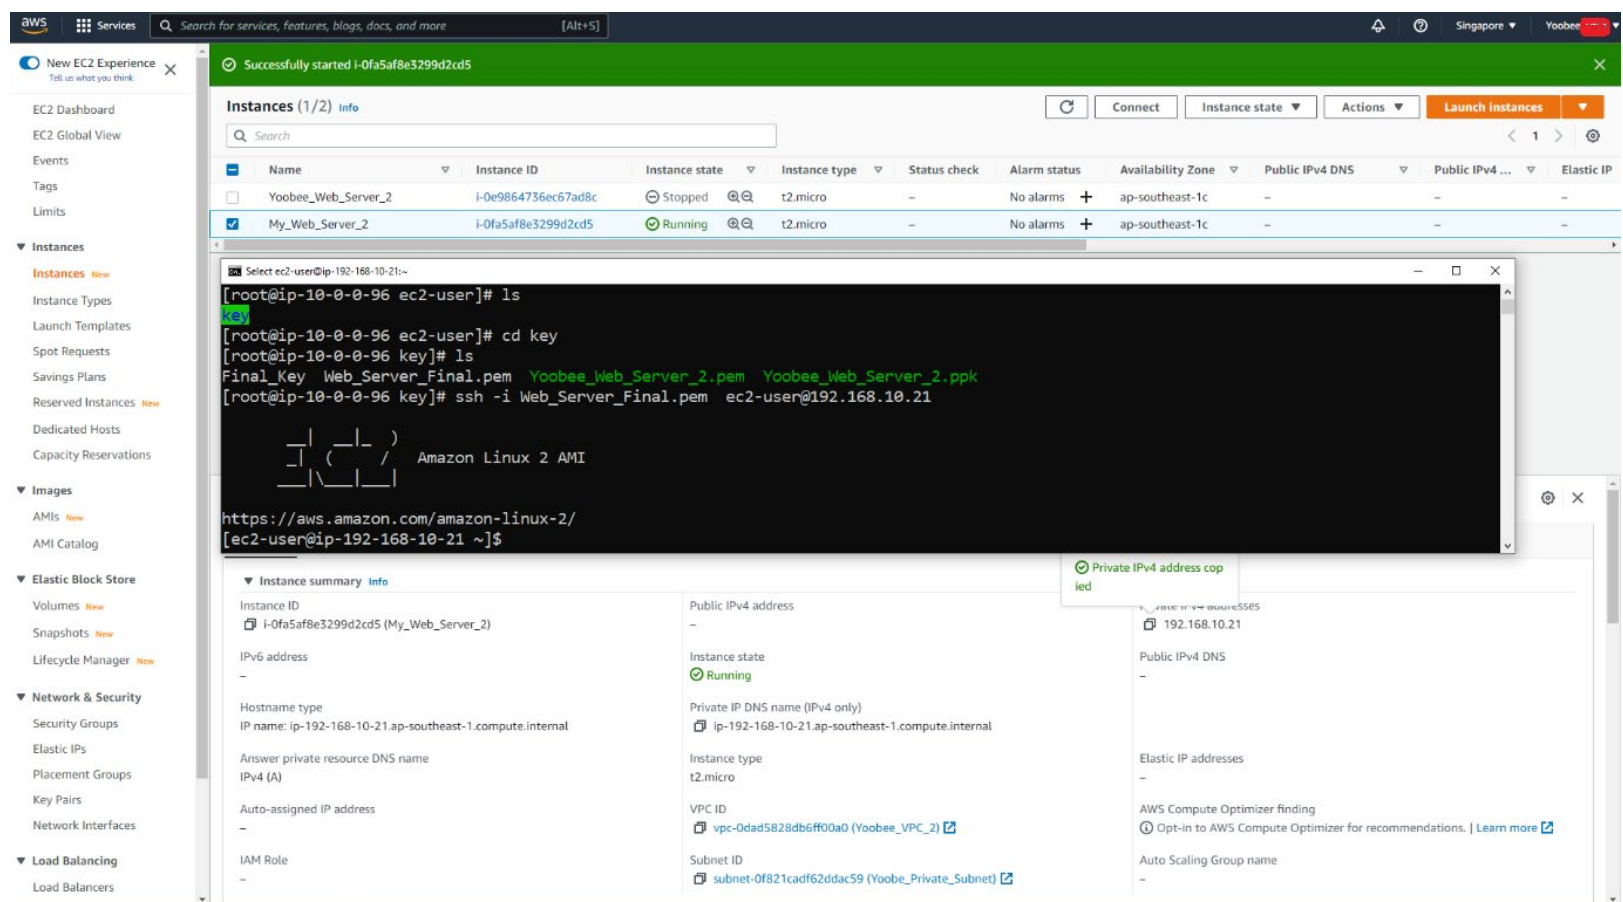 aws
Services
Search for services, features, blogs, docs, and more
[Alt+S]
Singapore ▼
Yoobee
New EC2 Experience
Tell us what you think
EC2 Dashboard
EC2 Global View
Events
Tags
Limits
Instances
Instances New
Instance Types
Launch Templates
Spot Requests
Savings Plans
Reserved Instances New
Dedicated Hosts
Capacity Reservations
Images
AMIs New
AMI Catalog
Elastic Block Store
Volumes New
Snapshots New
Lifecycle Manager New
Network & Security
Security Groups
Elastic IPs
Placement Groups
Key Pairs
Network Interfaces
Load Balancing
Load Balancers
Successfully started i-0fa5af8e3299d2cd5
Instances (1/2) Info
Connect
Instance state ▼
Actions ▼
Launch instances ▼
Search
1
Name Instance ID Instance state Instance type Status check Alarm status Availability Zone Public IPv4 DNS Public IPv4 ... Elastic IP
Yoobee_Web_Server_2 i-0e9864736ec67ad8c Stopped t2.micro – No alarms + ap-southeast-1c – – –
My_Web_Server_2 i-0fa5af8e3299d2cd5 Running t2.micro – No alarms + ap-southeast-1c – – –
Select ec2-user@ip-192-168-10-21:~
[root@ip-10-0-0-96 ec2-user]# ls
key
[root@ip-10-0-0-96 ec2-user]# cd key
[root@ip-10-0-0-96 key]# ls
Final_Key Web_Server_Final.pem Yoobee_Web_Server_2.pem Yoobee_Web_Server_2.ppk
[root@ip-10-0-0-96 key]# ssh -i Web_Server_Final.pem ec2-user@192.168.10.21
__| __|_ )
_| ( / Amazon Linux 2 AMI
___|\___|___|
https://aws.amazon.com/amazon-linux-2/
[ec2-user@ip-192-168-10-21 ~]$
Private IPv4 address cop
ied
Instance summary Info
Instance ID
i-0fa5af8e3299d2cd5 (My_Web_Server_2)
Public IPv4 address
–
Private IPv4 addresses
192.168.10.21
IPv6 address
–
Instance state
Running
Public IPv4 DNS
–
Hostname type
IP name: ip-192-168-10-21.ap-southeast-1.compute.internal
Private IP DNS name (IPv4 only)
ip-192-168-10-21.ap-southeast-1.compute.internal
Answer private resource DNS name
IPv4 (A)
Instance type
t2.micro
Elastic IP addresses
–
Auto-assigned IP address
–
VPC ID
vpc-0dad5828db6ff00a0 (Yoobee_VPC_2)
AWS Compute Optimizer finding
Opt-in to AWS Compute Optimizer for recommendations. | Learn more
IAM Role
–
Subnet ID
subnet-0f821cadf62ddac59 (Yoobe_Private_Subnet)
Auto Scaling Group name
–